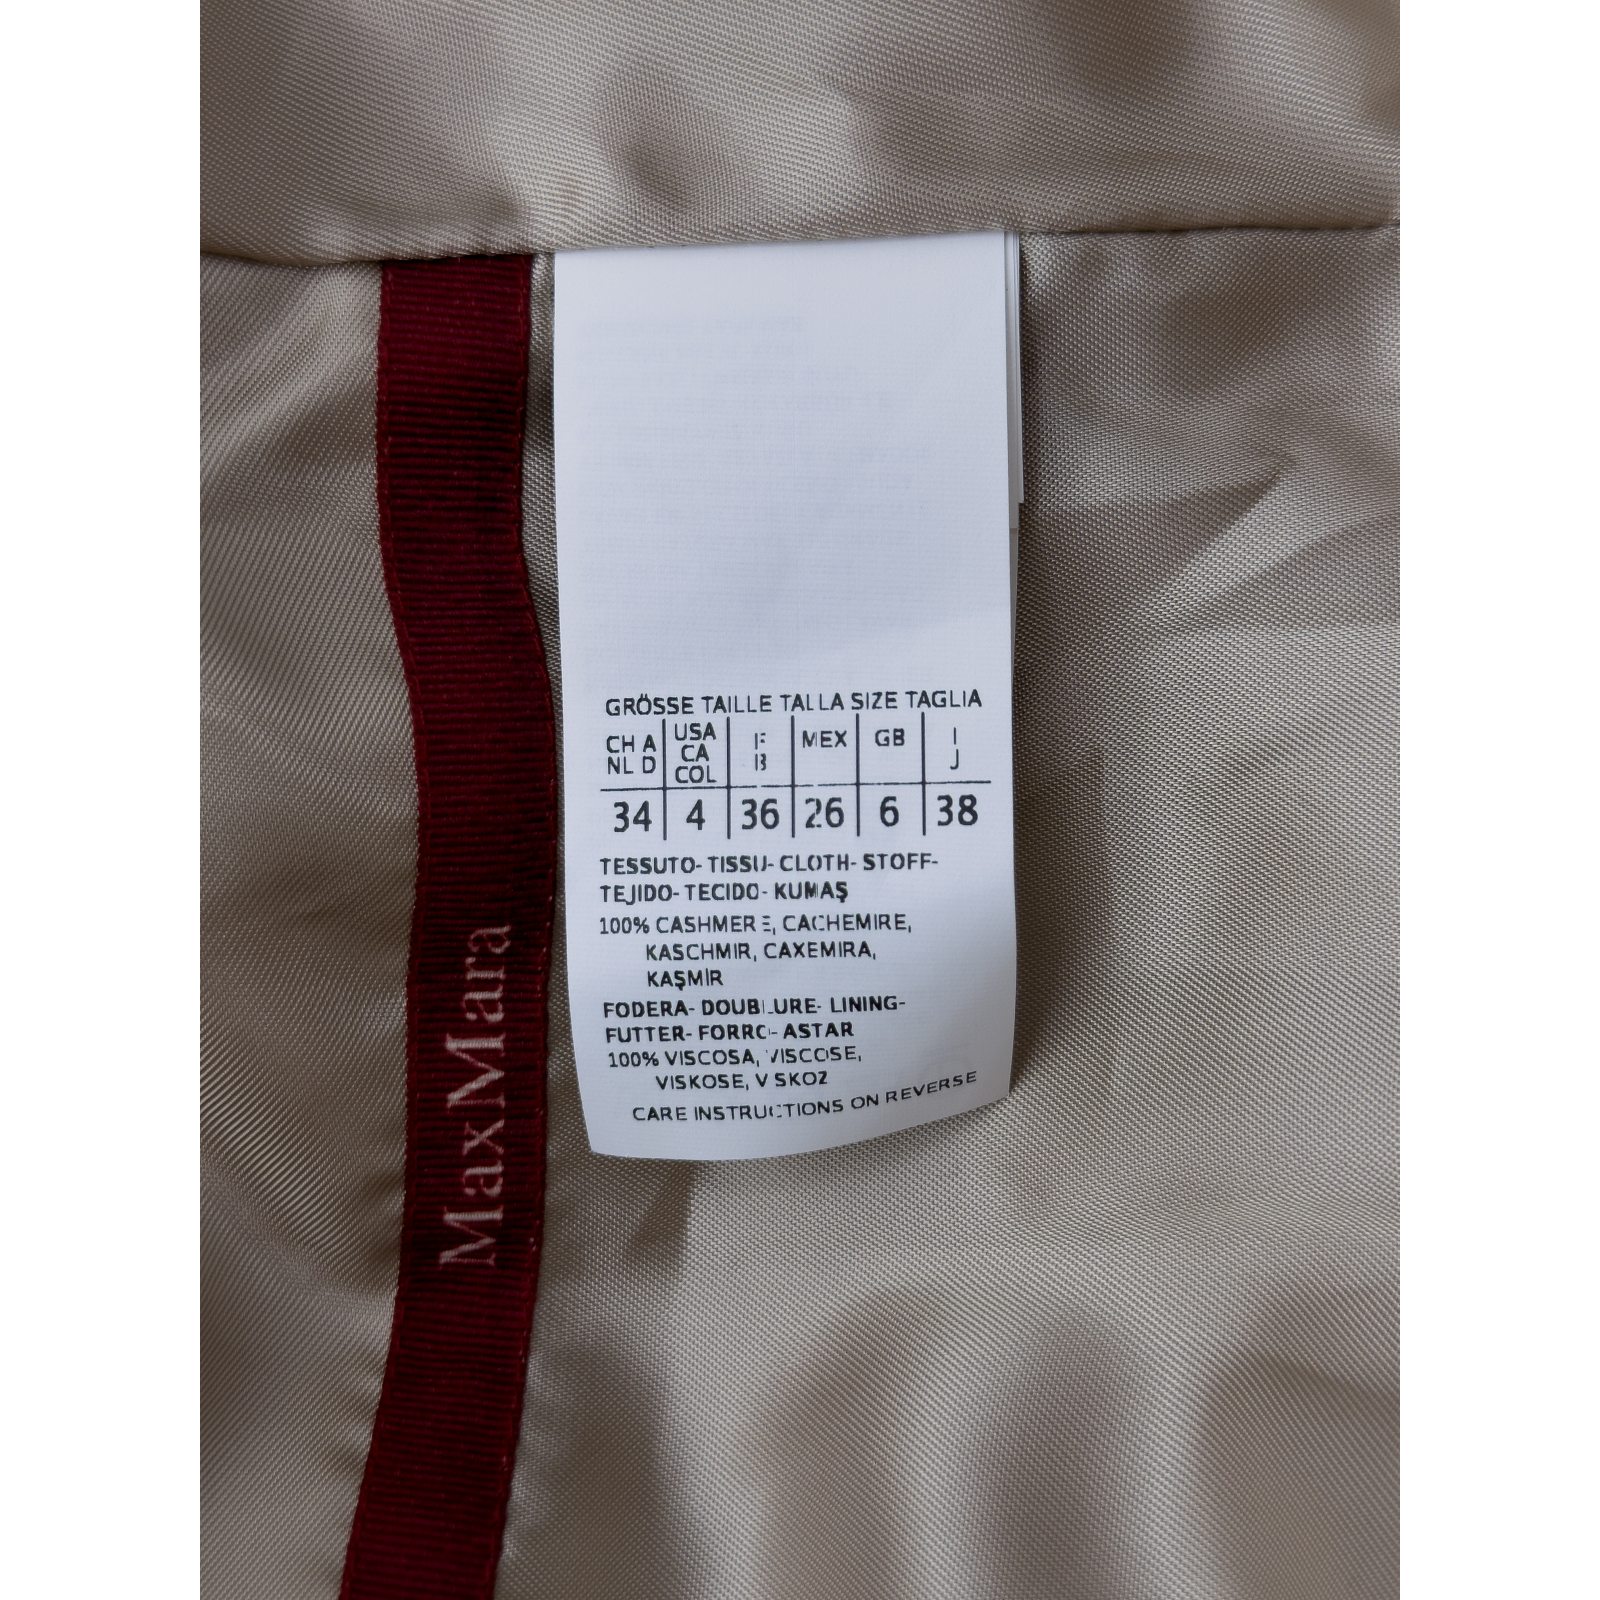 GRÖSSE TAILLE TALLA SIZE TAGLIA
CH A NL D | USA CA COL | F B | MEX | GB | I J
34 | 4 | 36 | 26 | 6 | 38
TESSUTO- TISSU- CLOTH- STOFF-
TEJIDO- TECIDO- KUMAŞ
100% CASHMERE, CACHEMIRE,
KASCHMIR, CAXEMIRA,
KAŞMİR
FODERA- DOUBLURE- LINING-
FUTTER- FORRO- ASTAR
100% VISCOSA, VISCOSE,
VISKOSE, VİSKOZ
CARE INSTRUCTIONS ON REVERSE
MaxMara